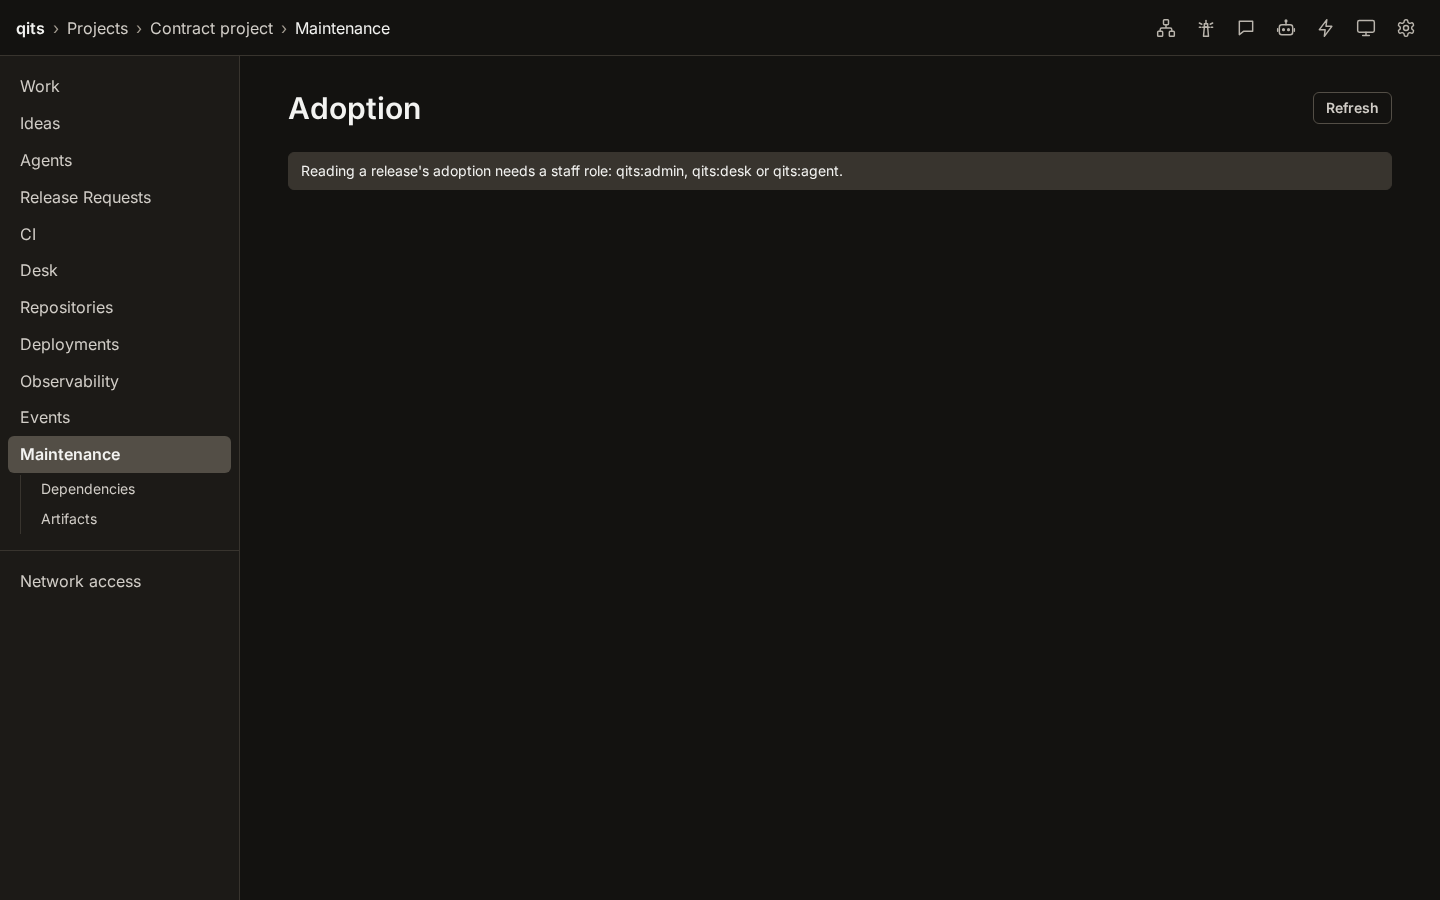 qits › Projects › Contract project › Maintenance
Work
Ideas
Agents
Release Requests
CI
Desk
Repositories
Deployments
Observability
Events
Maintenance
Dependencies
Artifacts
Network access
Adoption
Refresh
Reading a release's adoption needs a staff role: qits:admin, qits:desk or qits:agent.